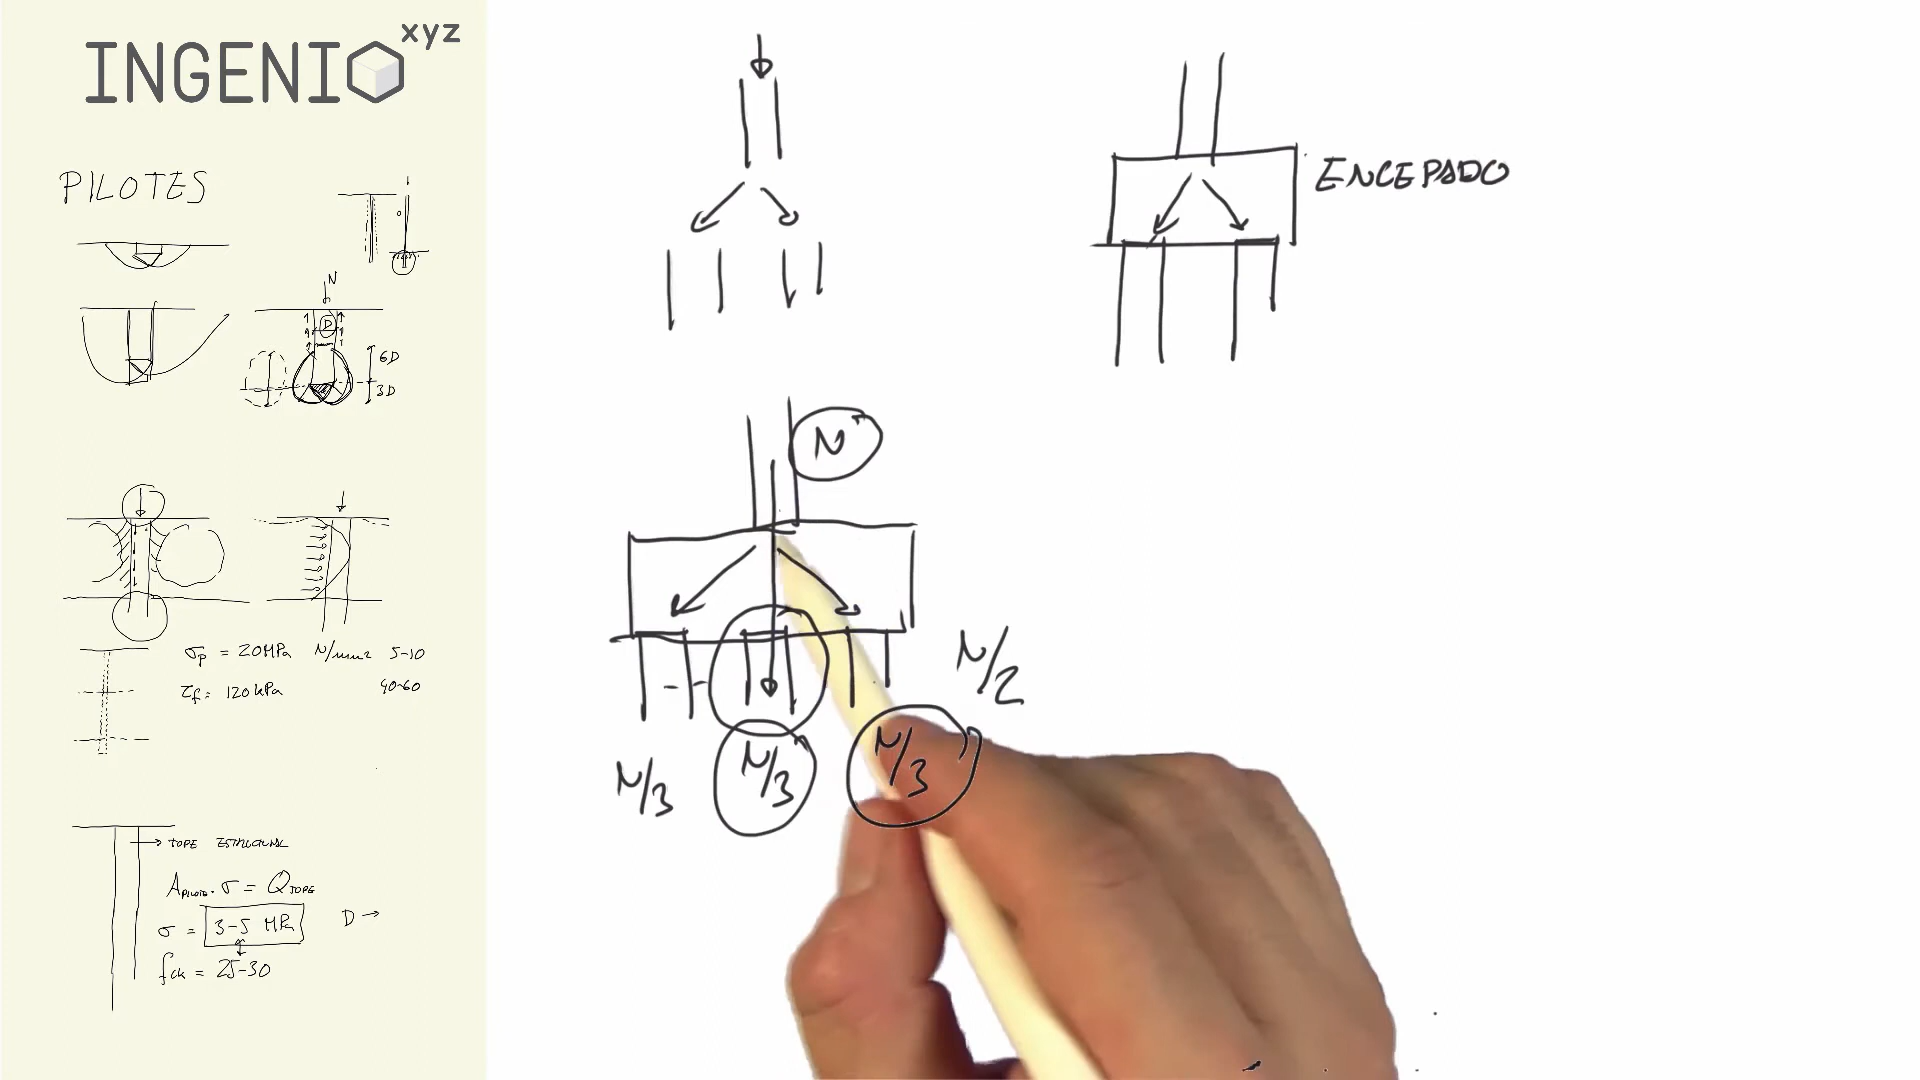 INGENIO xyz
PILOTES
N
D
6D
3D
σp = 20MPa N/mm2 5-10
τf = 120 kPa 40-60
→ TOPE ESTRUCTURAL
APILOTE · σ = QTOPE
σ = 3-5 MPa D →
fck = 25-30
ENCEPADO
N
N/2
N/3 N/3 N/3